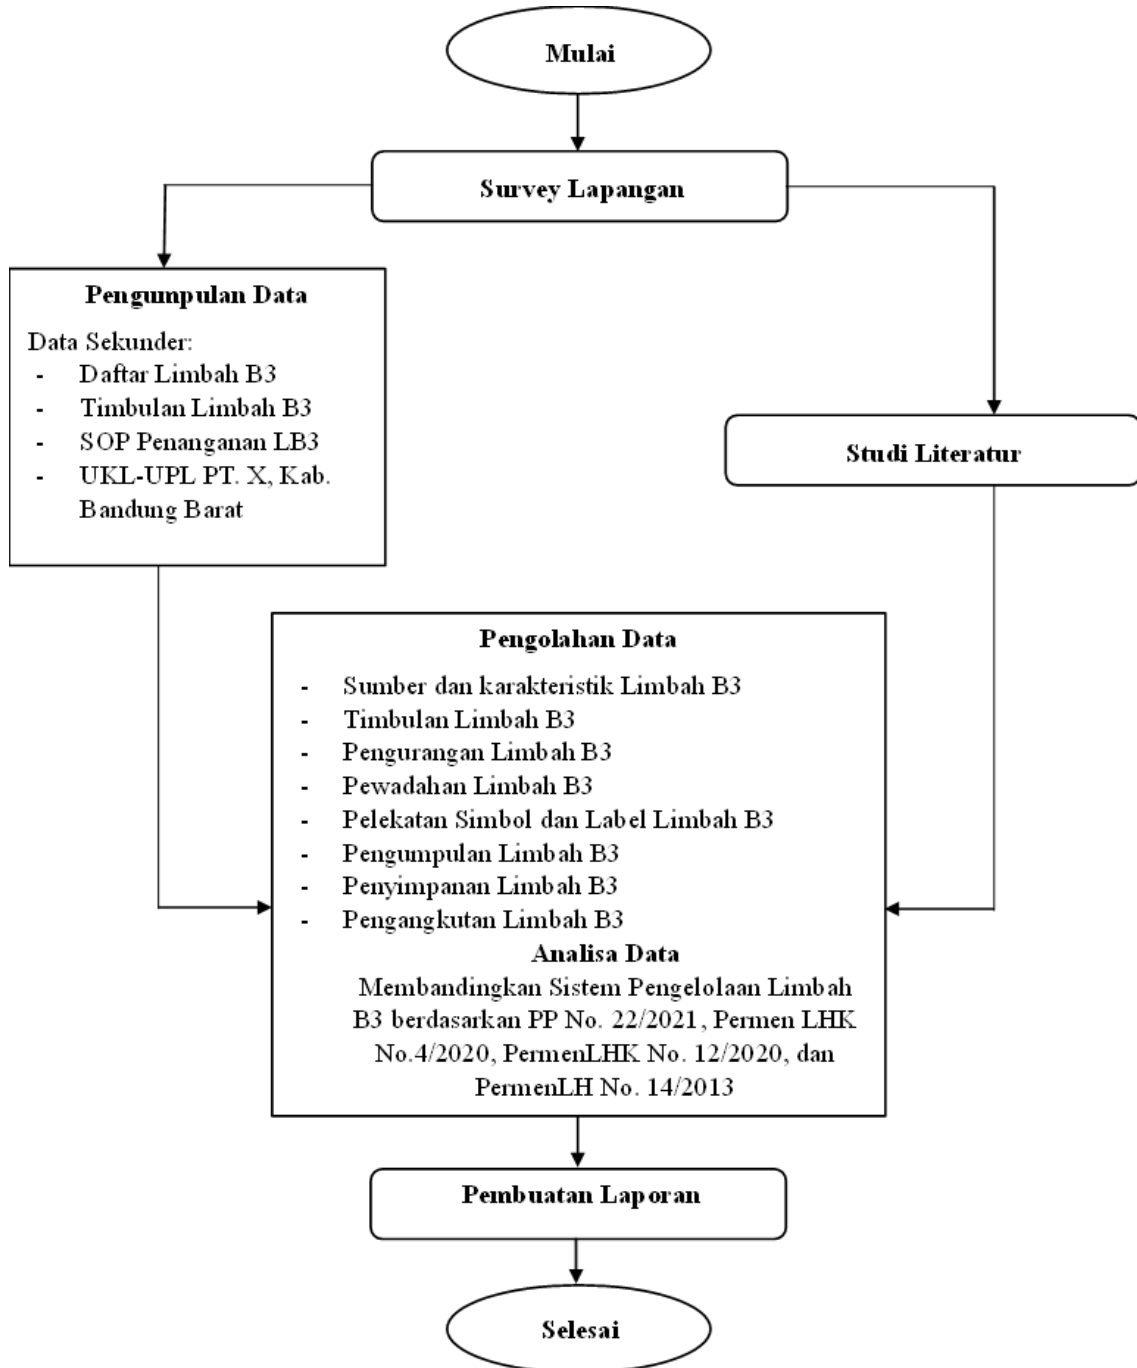 Mulai
Survey Lapangan
Pengumpulan Data
Data Sekunder:
- Daftar Limbah B3
- Timbulan Limbah B3
- SOP Penanganan LB3
- UKL-UPL PT. X, Kab.
Bandung Barat
Studi Literatur
Pengolahan Data
- Sumber dan karakteristik Limbah B3
- Timbulan Limbah B3
- Pengurangan Limbah B3
- Pewadahan Limbah B3
- Pelekatan Simbol dan Label Limbah B3
- Pengumpulan Limbah B3
- Penyimpanan Limbah B3
- Pengangkutan Limbah B3
Analisa Data
Membandingkan Sistem Pengelolaan Limbah
B3 berdasarkan PP No. 22/2021, Permen LHK
No.4/2020, PermenLHK No. 12/2020, dan
PermenLH No. 14/2013
Pembuatan Laporan
Selesai